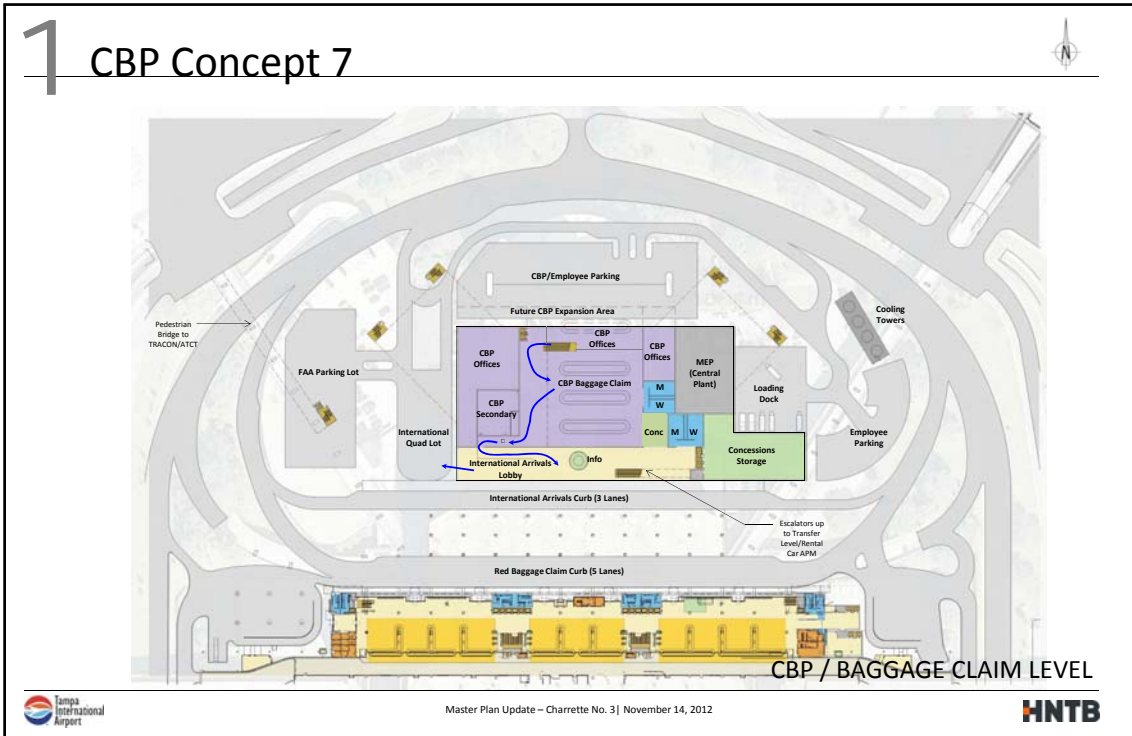 1 CBP Concept 7
N
CBP/Employee Parking
Future CBP Expansion Area
Cooling
Towers
Pedestrian
Bridge to
TRACON/ATCT
CBP
Offices
CBP
Offices
CBP
Offices
MEP
(Central
Plant)
FAA Parking Lot
CBP Baggage Claim
Loading
Dock
M
W
CBP
Secondary
International
Quad Lot
Conc
M W
Employee
Parking
Info
Concessions
Storage
International Arrivals
Lobby
International Arrivals Curb (3 Lanes)
Escalators up
to Transfer
Level/Rental
Car APM
Red Baggage Claim Curb (5 Lanes)
CBP / BAGGAGE CLAIM LEVEL
Tampa
International
Airport
Master Plan Update – Charrette No. 3| November 14, 2012
HNTB